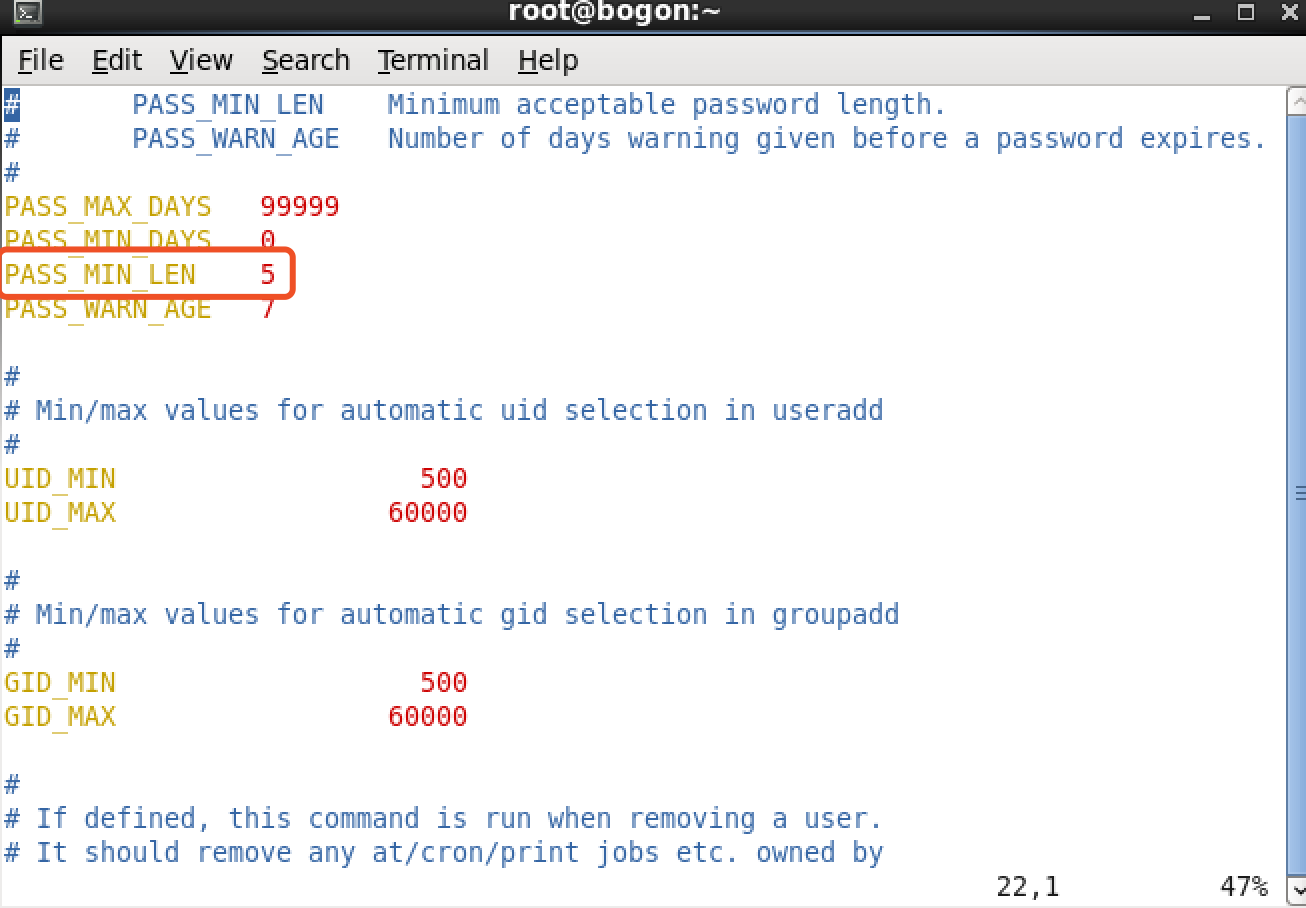 root@bogon:~
File Edit View Search Terminal Help
#       PASS_MIN_LEN    Minimum acceptable password length.
#       PASS_WARN_AGE   Number of days warning given before a password expires.
#
PASS_MAX_DAYS   99999
PASS_MIN_DAYS   0
PASS_MIN_LEN    5
PASS_WARN_AGE   7
#
# Min/max values for automatic uid selection in useradd
#
UID_MIN                   500
UID_MAX                 60000
#
# Min/max values for automatic gid selection in groupadd
#
GID_MIN                   500
GID_MAX                 60000
#
# If defined, this command is run when removing a user.
# It should remove any at/cron/print jobs etc. owned by
22,1          47%